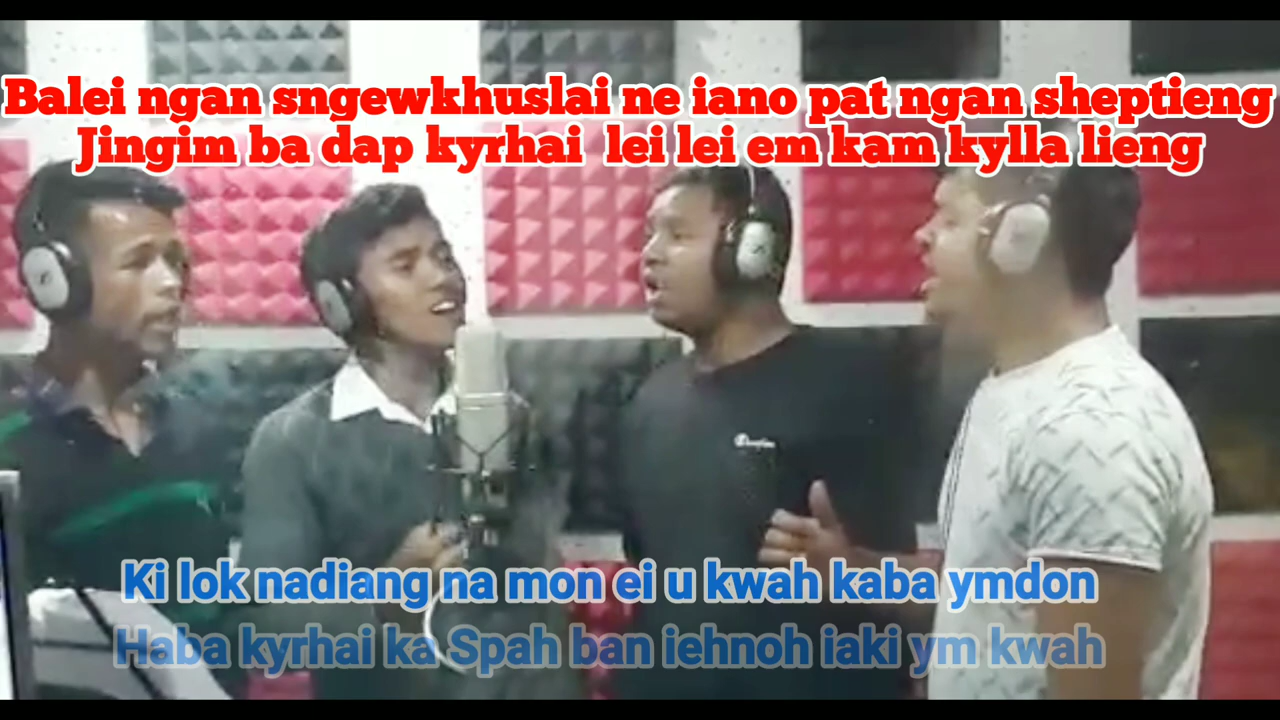 Balei ngan sngewkhuslai ne iano pat ngan sheptieng
Jingim ba dap kyrhai lei lei em kam kylla lieng
Champion
Ki lok nadiang na mon ei u kwah kaba ymdon
Haba kyrhai ka Spah ban iehnoh iaki ym kwah